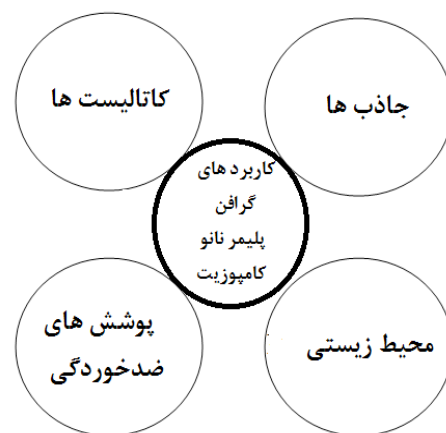 کاتالیست ها
جاذب ها
کاربرد های
گرافن
پلیمر نانو
کامپوزیت
پوشش های
ضدخوردگی
محیط زیستی